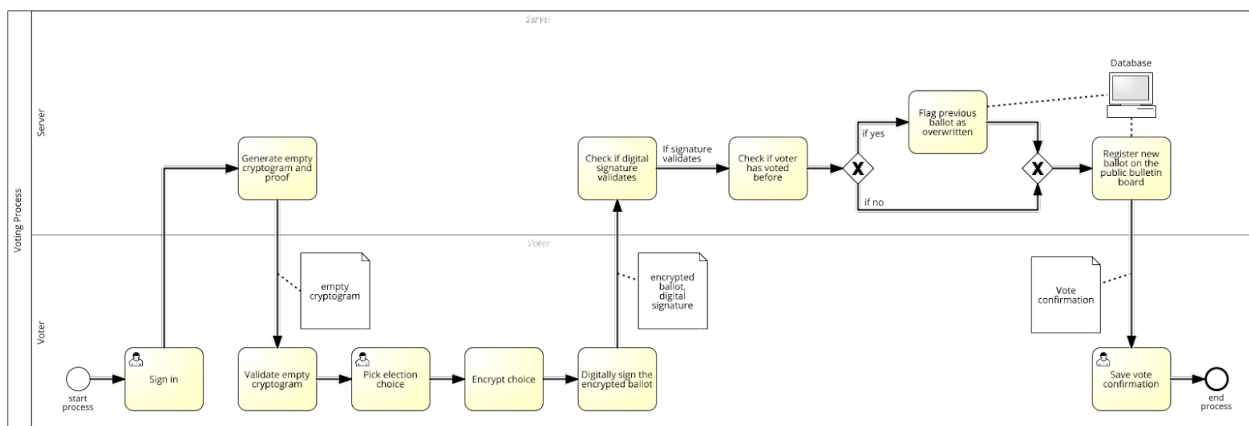 Server
Database
Flag previous
ballot as
overwritten
if yes
Server
Generate empty
cryptogram and
proof
Check if digital
signature
validates
If signature
validates
Check if voter
has voted
before
X
X
Register new
ballot on the
public bulletin
board
if no
Voting Process
Voter
empty
cryptogram
encrypted
ballot,
digital
signature
Vote
confirmation
Voter
start
process
Sign in
Validate empty
cryptogram
Pick election
choice
Encrypt choice
Digitally sign the
encrypted ballot
Save vote
confirmation
end
process